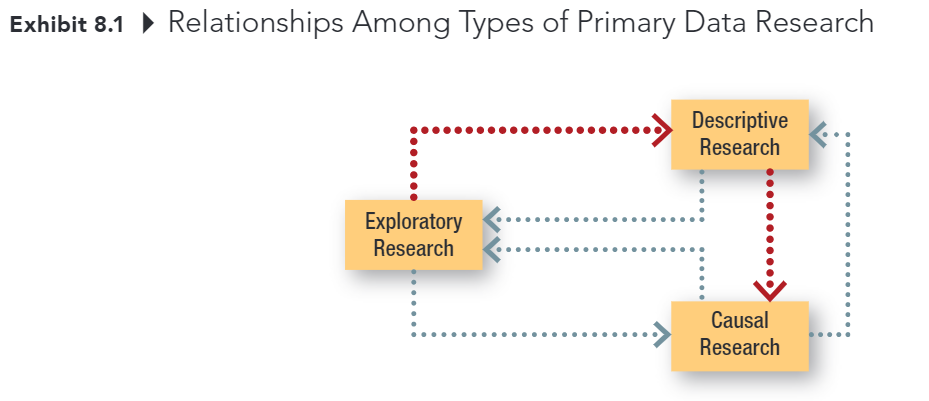 Exhibit 8.1 ▶ Relationships Among Types of Primary Data Research
Descriptive
Research
Exploratory
Research
Causal
Research